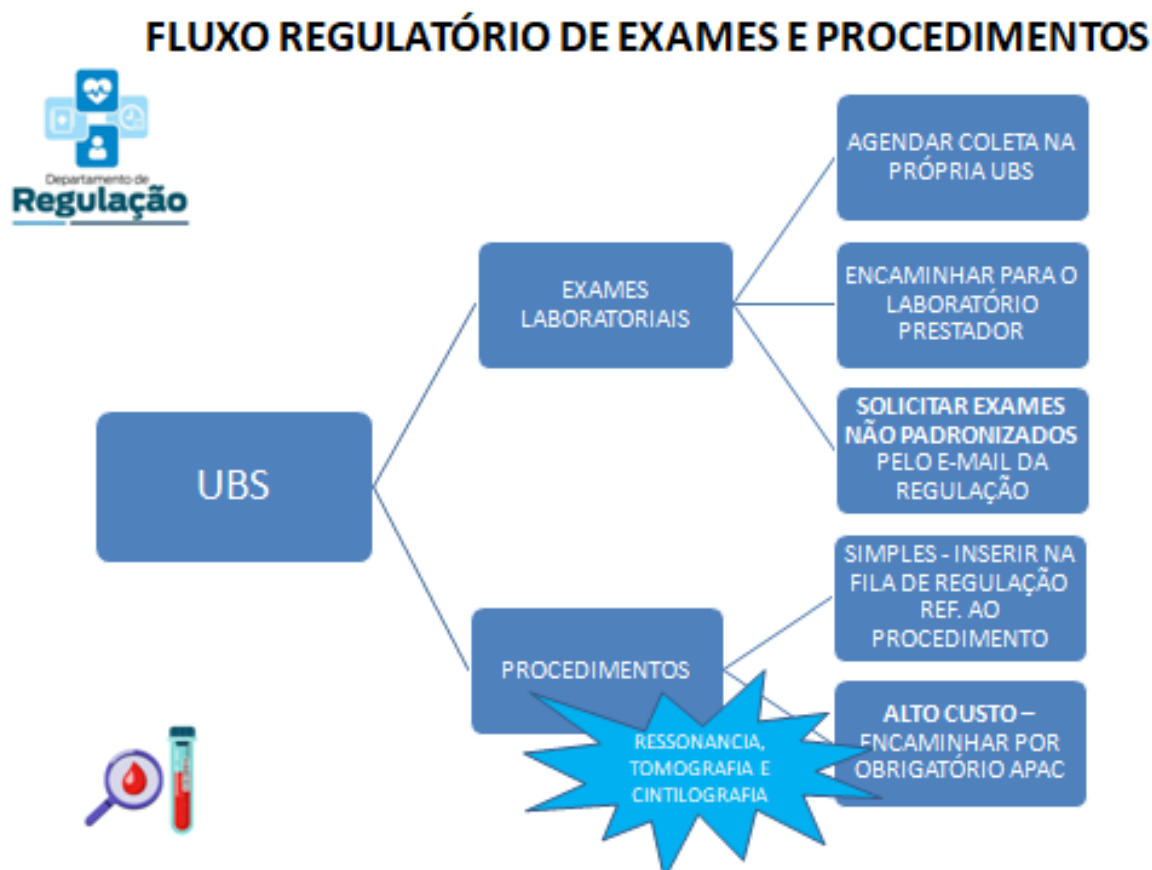 FLUXO REGULATÓRIO DE EXAMES E PROCEDIMENTOS
Departamento de
Regulação
UBS
EXAMES
LABORATORIAIS
AGENDAR COLETA NA
PRÓPRIA UBS
ENCAMINHAR PARA O
LABORATÓRIO
PRESTADOR
SOLICITAR EXAMES
NÃO PADRONIZADOS
PELO E-MAIL DA
REGULAÇÃO
PROCEDIMENTOS
SIMPLES - INSERIR NA
FILA DE REGULAÇÃO
REF. AO
PROCEDIMENTO
ALTO CUSTO –
ENCAMINHAR POR
OBRIGATÓRIO APAC
RESSONANCIA,
TOMOGRAFIA E
CINTILOGRAFIA